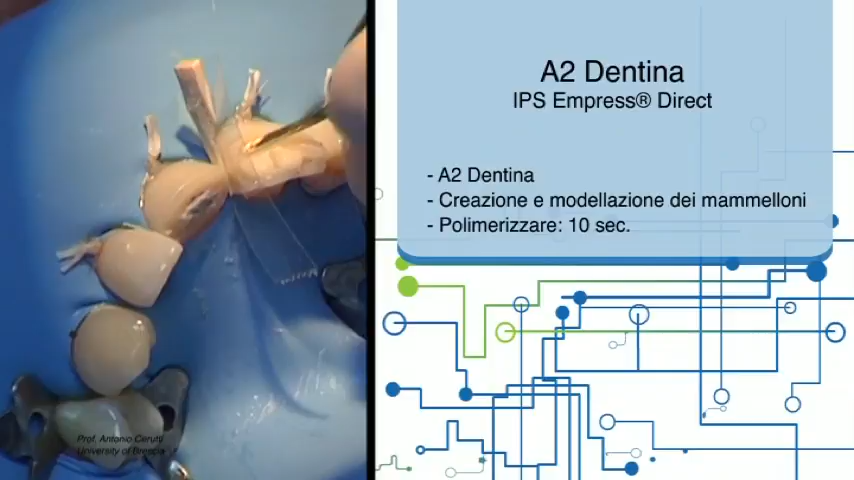 A2 Dentina
IPS Empress® Direct
- A2 Dentina
- Creazione e modellazione dei mammelloni
- Polimerizzare: 10 sec.
Prof. Antonio Cerutti
University of Brescia